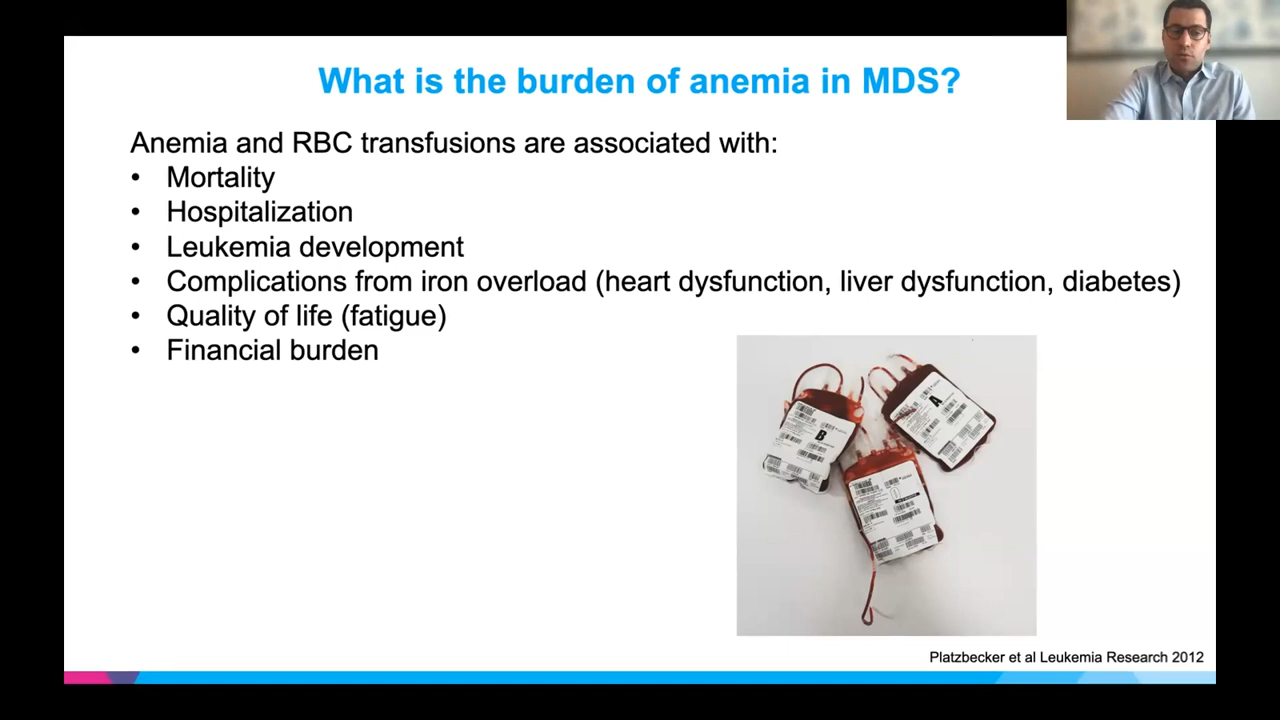 What is the burden of anemia in MDS?
Anemia and RBC transfusions are associated with:
• Mortality
• Hospitalization
• Leukemia development
• Complications from iron overload (heart dysfunction, liver dysfunction, diabetes)
• Quality of life (fatigue)
• Financial burden
A
B
Platzbecker et al Leukemia Research 2012